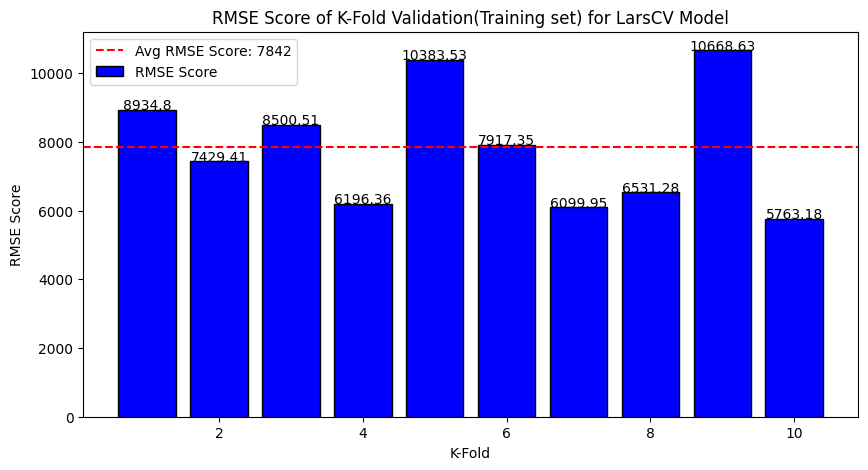 RMSE Score of K-Fold Validation(Training set) for LarsCV Model
Avg RMSE Score: 7842
RMSE Score
8934.8
7429.41
8500.51
6196.36
10383.53
7917.35
6099.95
6531.28
10668.63
5763.18
RMSE Score
10000
8000
6000
4000
2000
0
2 4 6 8 10
K-Fold